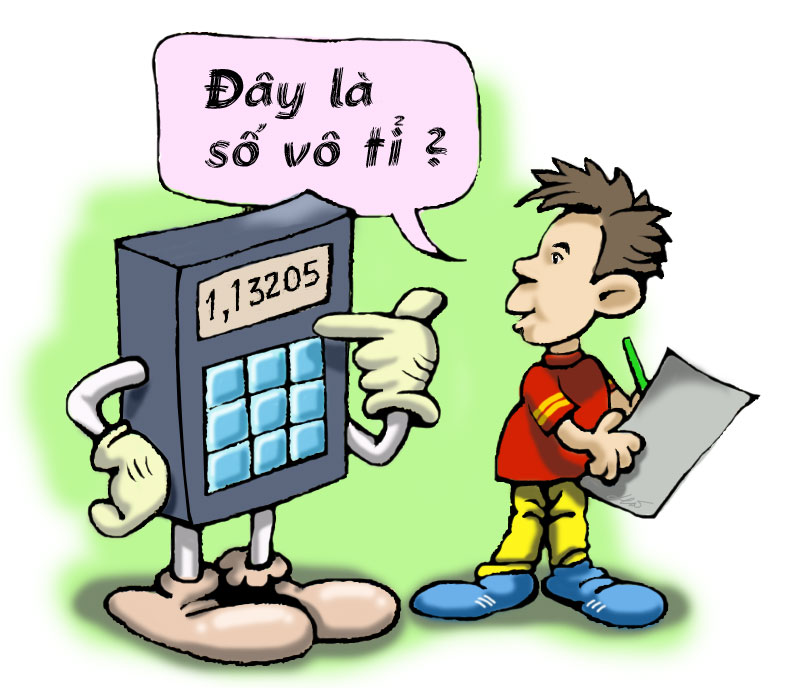 Đây là
số vô tỉ ?
1,13205